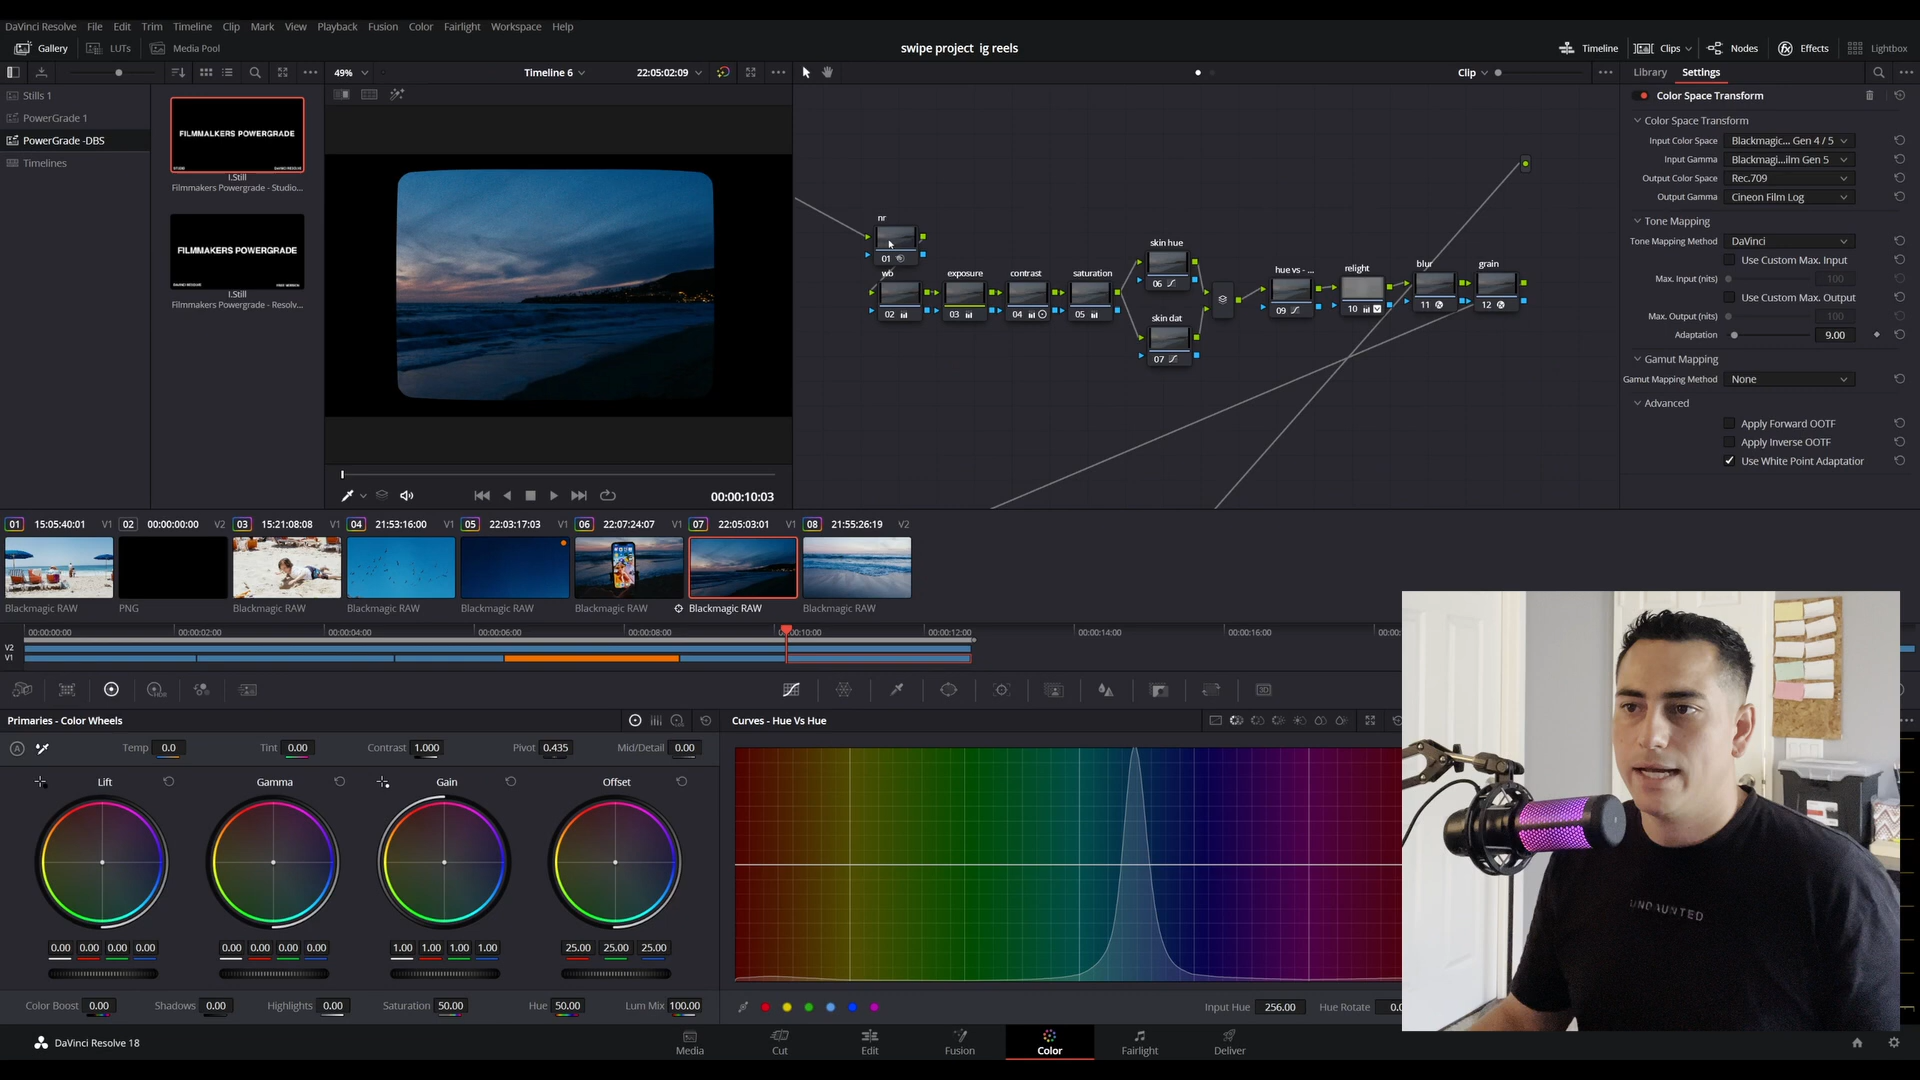 DaVinci Resolve File Edit Trim Timeline Clip Mark View Playback Fusion Color Fairlight Workspace Help
Gallery LUTs Media Pool
swipe project ig reels
Timeline Clips Nodes Effects Lightbox
49% Timeline 6 22:05:02:09
Clip
Library Settings
Stills 1
PowerGrade 1
PowerGrade -DBS
Timelines
FILMMALKERS POWERGRADE
1.Still
Filmmakers Powergrade - Studio...
FILMMAKERS POWERGRADE
1.Still
Filmmakers Powergrade - Resolv...
00:00:10:03
nr
01
wb
02
exposure
03
contrast
04
saturation
05
skin hue
06
skin dat
07
hue vs - ...
09
relight
10
blur
11
grain
12
Color Space Transform
Color Space Transform
Input Color Space Blackmagic... Gen 4 / 5
Input Gamma Blackmagi...ilm Gen 5
Output Color Space Rec.709
Output Gamma Cineon Film Log
Tone Mapping
Tone Mapping Method DaVinci
Use Custom Max. Input
Max. Input (nits) 100
Use Custom Max. Output
Max. Output (nits) 100
Adaptation 9.00
Gamut Mapping
Gamut Mapping Method None
Advanced
Apply Forward OOTF
Apply Inverse OOTF
Use White Point Adaptatior
01 15:05:40:01 V1 02 00:00:00:00 V2 03 15:21:08:08 V1 04 21:53:16:00 V1 05 22:03:17:03 V1 06 22:07:24:07 V1 07 22:05:03:01 V1 08 21:55:26:19 V2
Blackmagic RAW PNG Blackmagic RAW Blackmagic RAW Blackmagic RAW Blackmagic RAW Blackmagic RAW Blackmagic RAW
00:00:00:00 00:00:02:00 00:00:04:00 00:00:06:00 00:00:08:00 00:00:10:00 00:00:12:00 00:00:14:00 00:00:16:00
V2
V1
Primaries - Color Wheels
Temp 0.0 Tint 0.00 Contrast 1.000 Pivot 0.435 Mid/Detail 0.00
Lift Gamma Gain Offset
0.00 0.00 0.00 0.00 0.00 0.00 0.00 0.00 1.00 1.00 1.00 1.00 25.00 25.00 25.00
Color Boost 0.00 Shadows 0.00 Highlights 0.00 Saturation 50.00 Hue 50.00 Lum Mix 100.00
Curves - Hue Vs Hue
Input Hue 256.00 Hue Rotate
UNDAUNTED
DaVinci Resolve 18
Media Cut Edit Fusion Color Fairlight Deliver